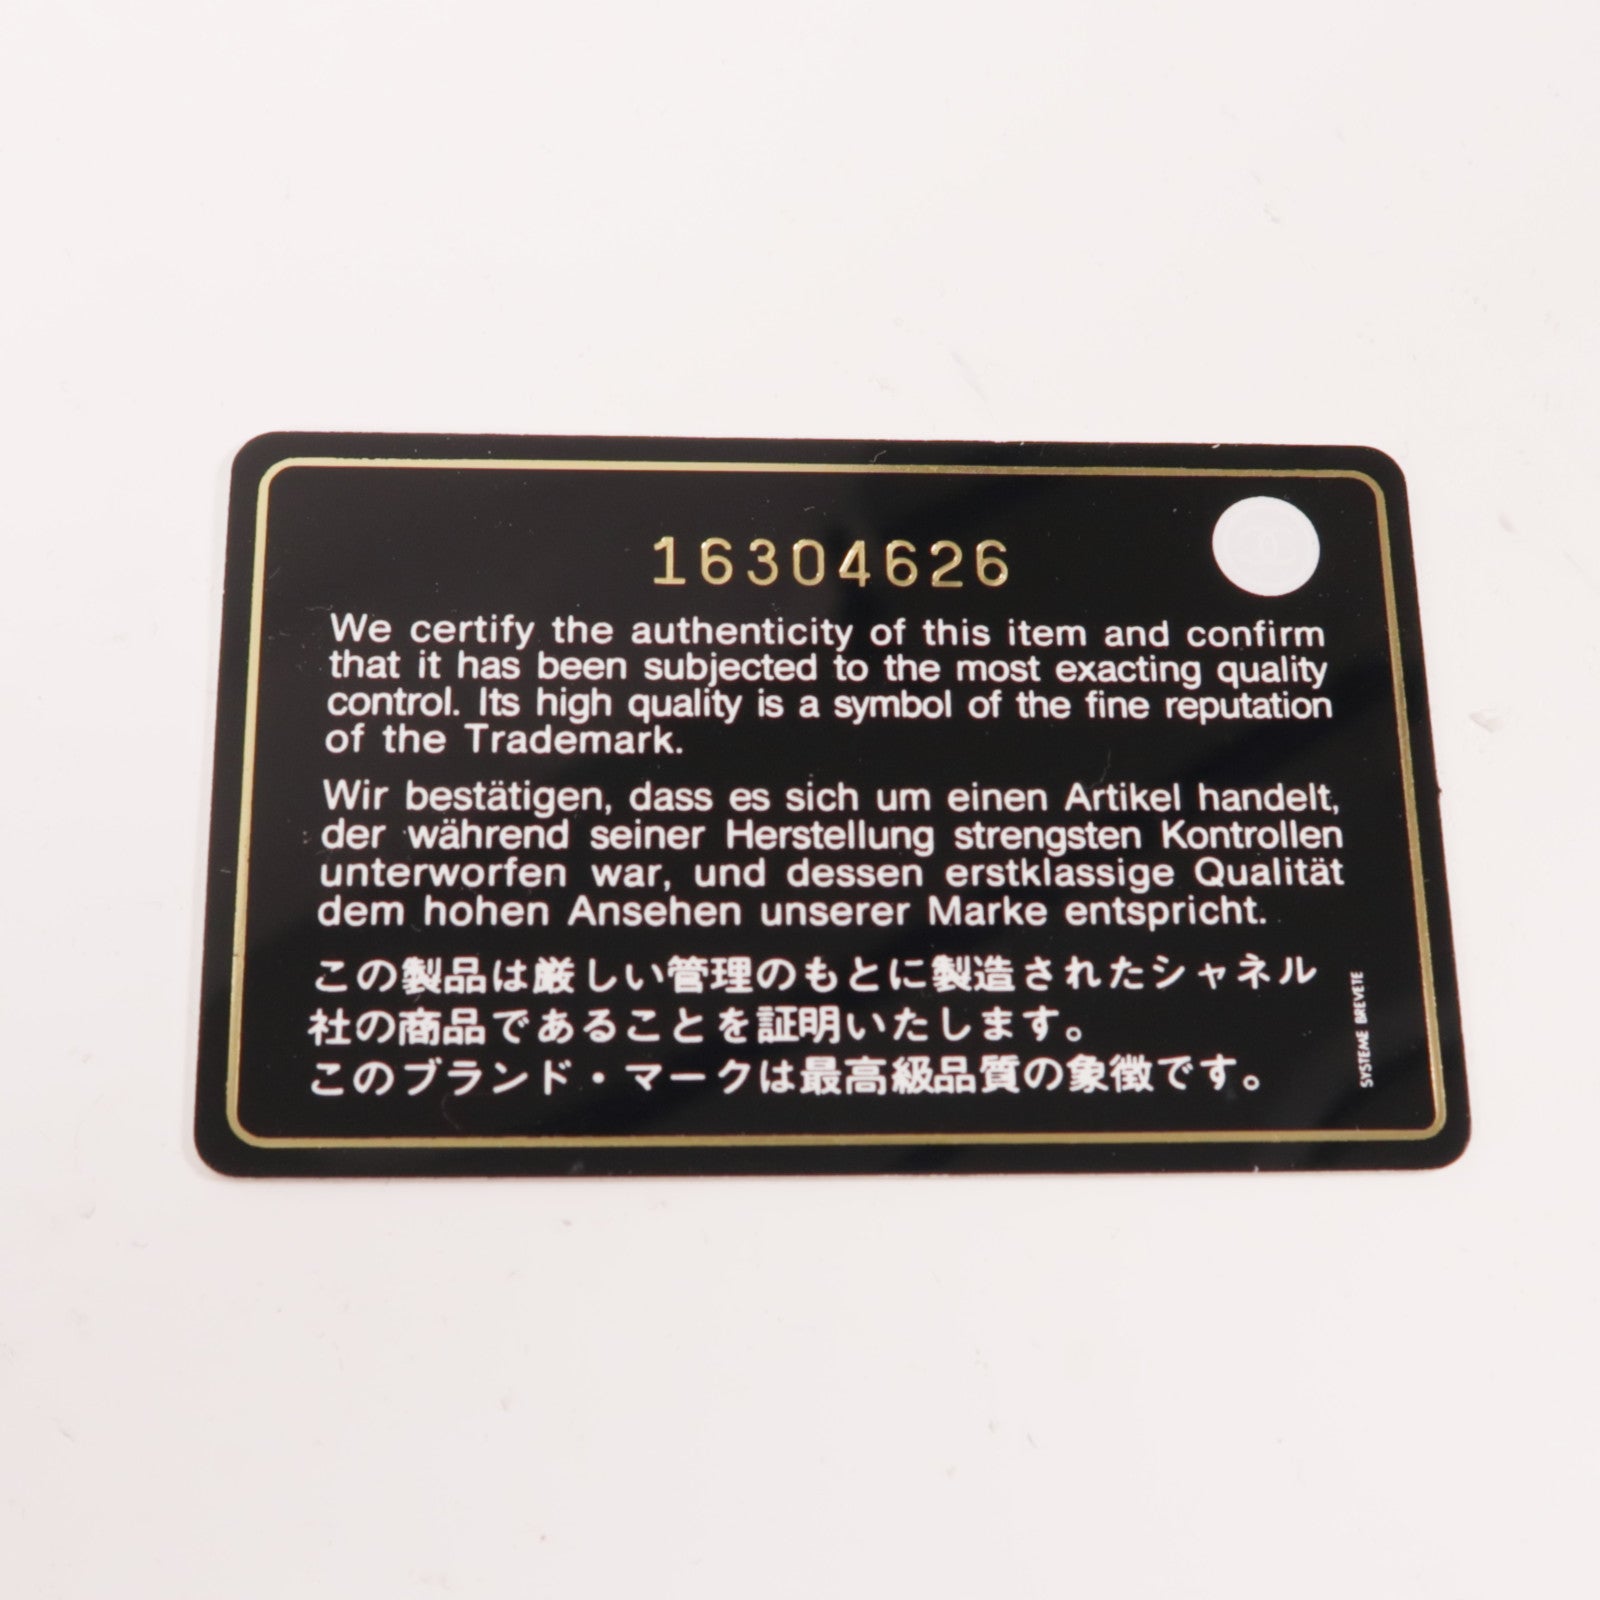 16304626
We certify the authenticity of this item and confirm
that it has been subjected to the most exacting quality
control. Its high quality is a symbol of the fine reputation
of the Trademark.
Wir bestätigen, dass es sich um einen Artikel handelt,
der während seiner Herstellung strengsten Kontrollen
unterworfen war, und dessen erstklassige Qualität
dem hohen Ansehen unserer Marke entspricht.
この製品は厳しい管理のもとに製造されたシャネル
社の商品であることを証明いたします。
このブランド・マークは最高級品質の象徴です。
SYSTEME BREVETE